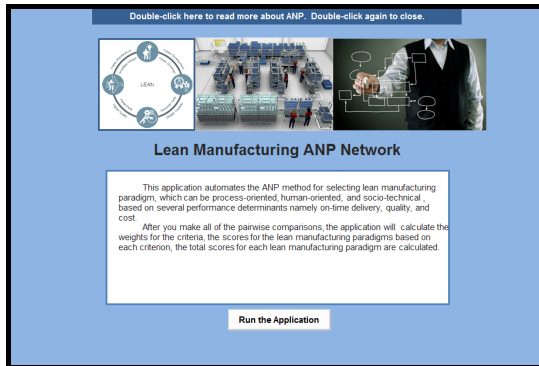 Double-click here to read more about ANP. Double-click again to close.
LEAN
Lean Manufacturing ANP Network
This application automates the ANP method for selecting lean manufacturing
paradigm, which can be process-oriented, human-oriented, and socio-technical ,
based on several performance determinants namely on-time delivery, quality, and
cost.
After you make all of the pairwise comparisons, the application will calculate the
weights for the criteria, the scores for the lean manufacturing paradigms based on
each criterion, the total scores for each lean manufacturing paradigm are calculated.
Run the Application